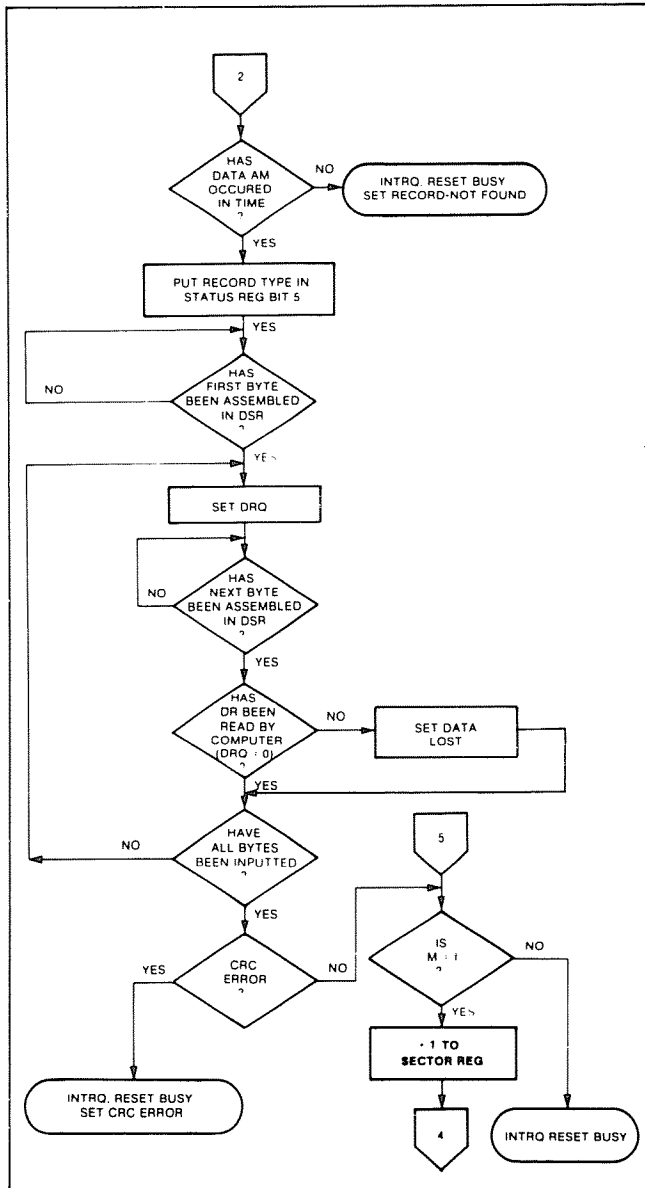 2
HAS
DATA AM
OCCURED
IN TIME
?
NO
INTRQ. RESET BUSY
SET RECORD-NOT FOUND
YES
PUT RECORD TYPE IN
STATUS REG BIT 5
YES
NO
HAS
FIRST BYTE
BEEN ASSEMBLED
IN DSR
?
YES
SET DRQ
NO
HAS
NEXT BYTE
BEEN ASSEMBLED
IN DSR
?
YES
HAS
DR BEEN
READ BY
COMPUTER
(DRQ = 0)
?
NO
SET DATA
LOST
YES
NO
HAVE
ALL BYTES
BEEN INPUTTED
?
YES
5
YES
CRC
ERROR
?
NO
IS
M = 1
?
NO
YES
+ 1 TO
SECTOR REG
INTRQ. RESET BUSY
SET CRC ERROR
4
INTRQ RESET BUSY